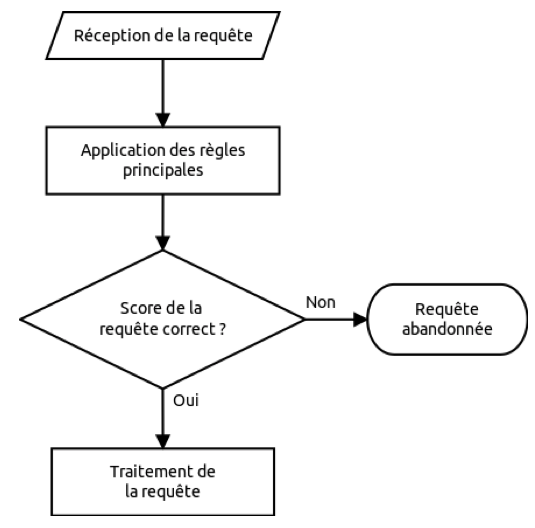 Réception de la requête
Application des règles
principales
Score de la
requête correct ?
Non
Requête
abandonnée
Oui
Traitement de
la requête